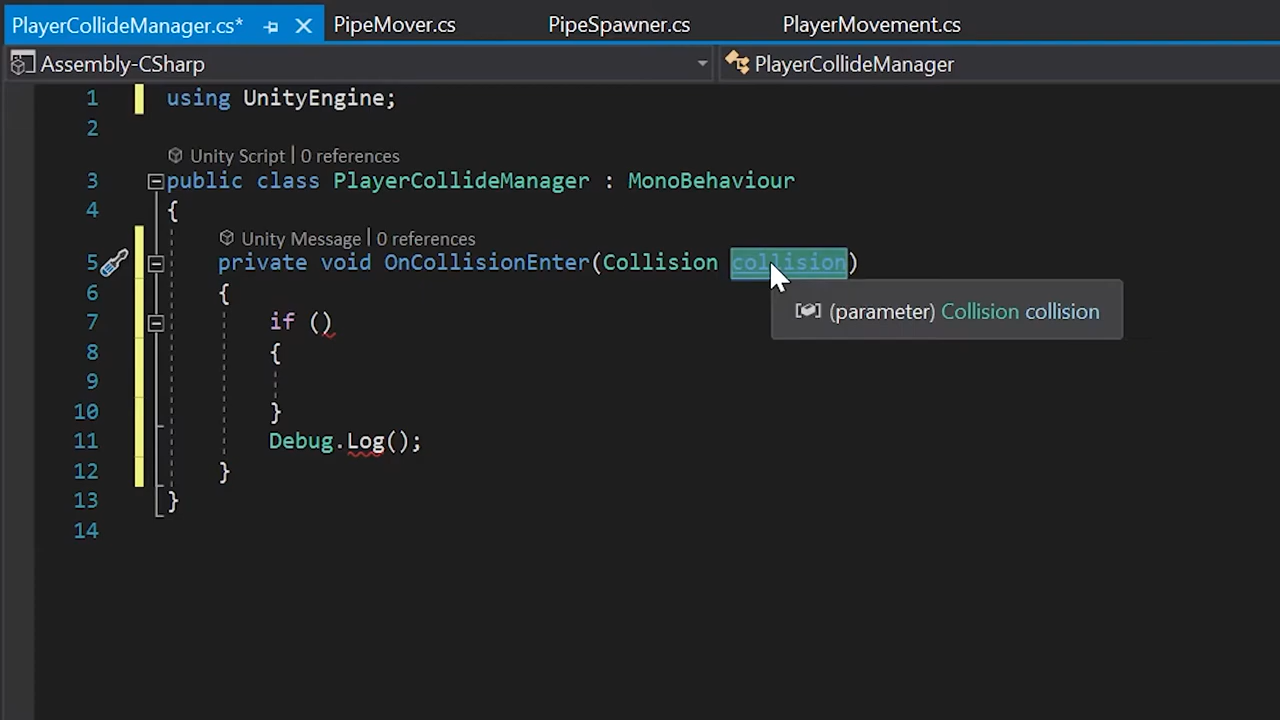 PlayerCollideManager.cs* PipeMover.cs PipeSpawner.cs PlayerMovement.cs
Assembly-CSharp PlayerCollideManager
1 using UnityEngine;
2
Unity Script | 0 references
3 public class PlayerCollideManager : MonoBehaviour
4 {
Unity Message | 0 references
5 private void OnCollisionEnter(Collision collision)
6 {
(parameter) Collision collision
7 if ()
8 {
9
10 }
11 Debug.Log();
12 }
13 }
14